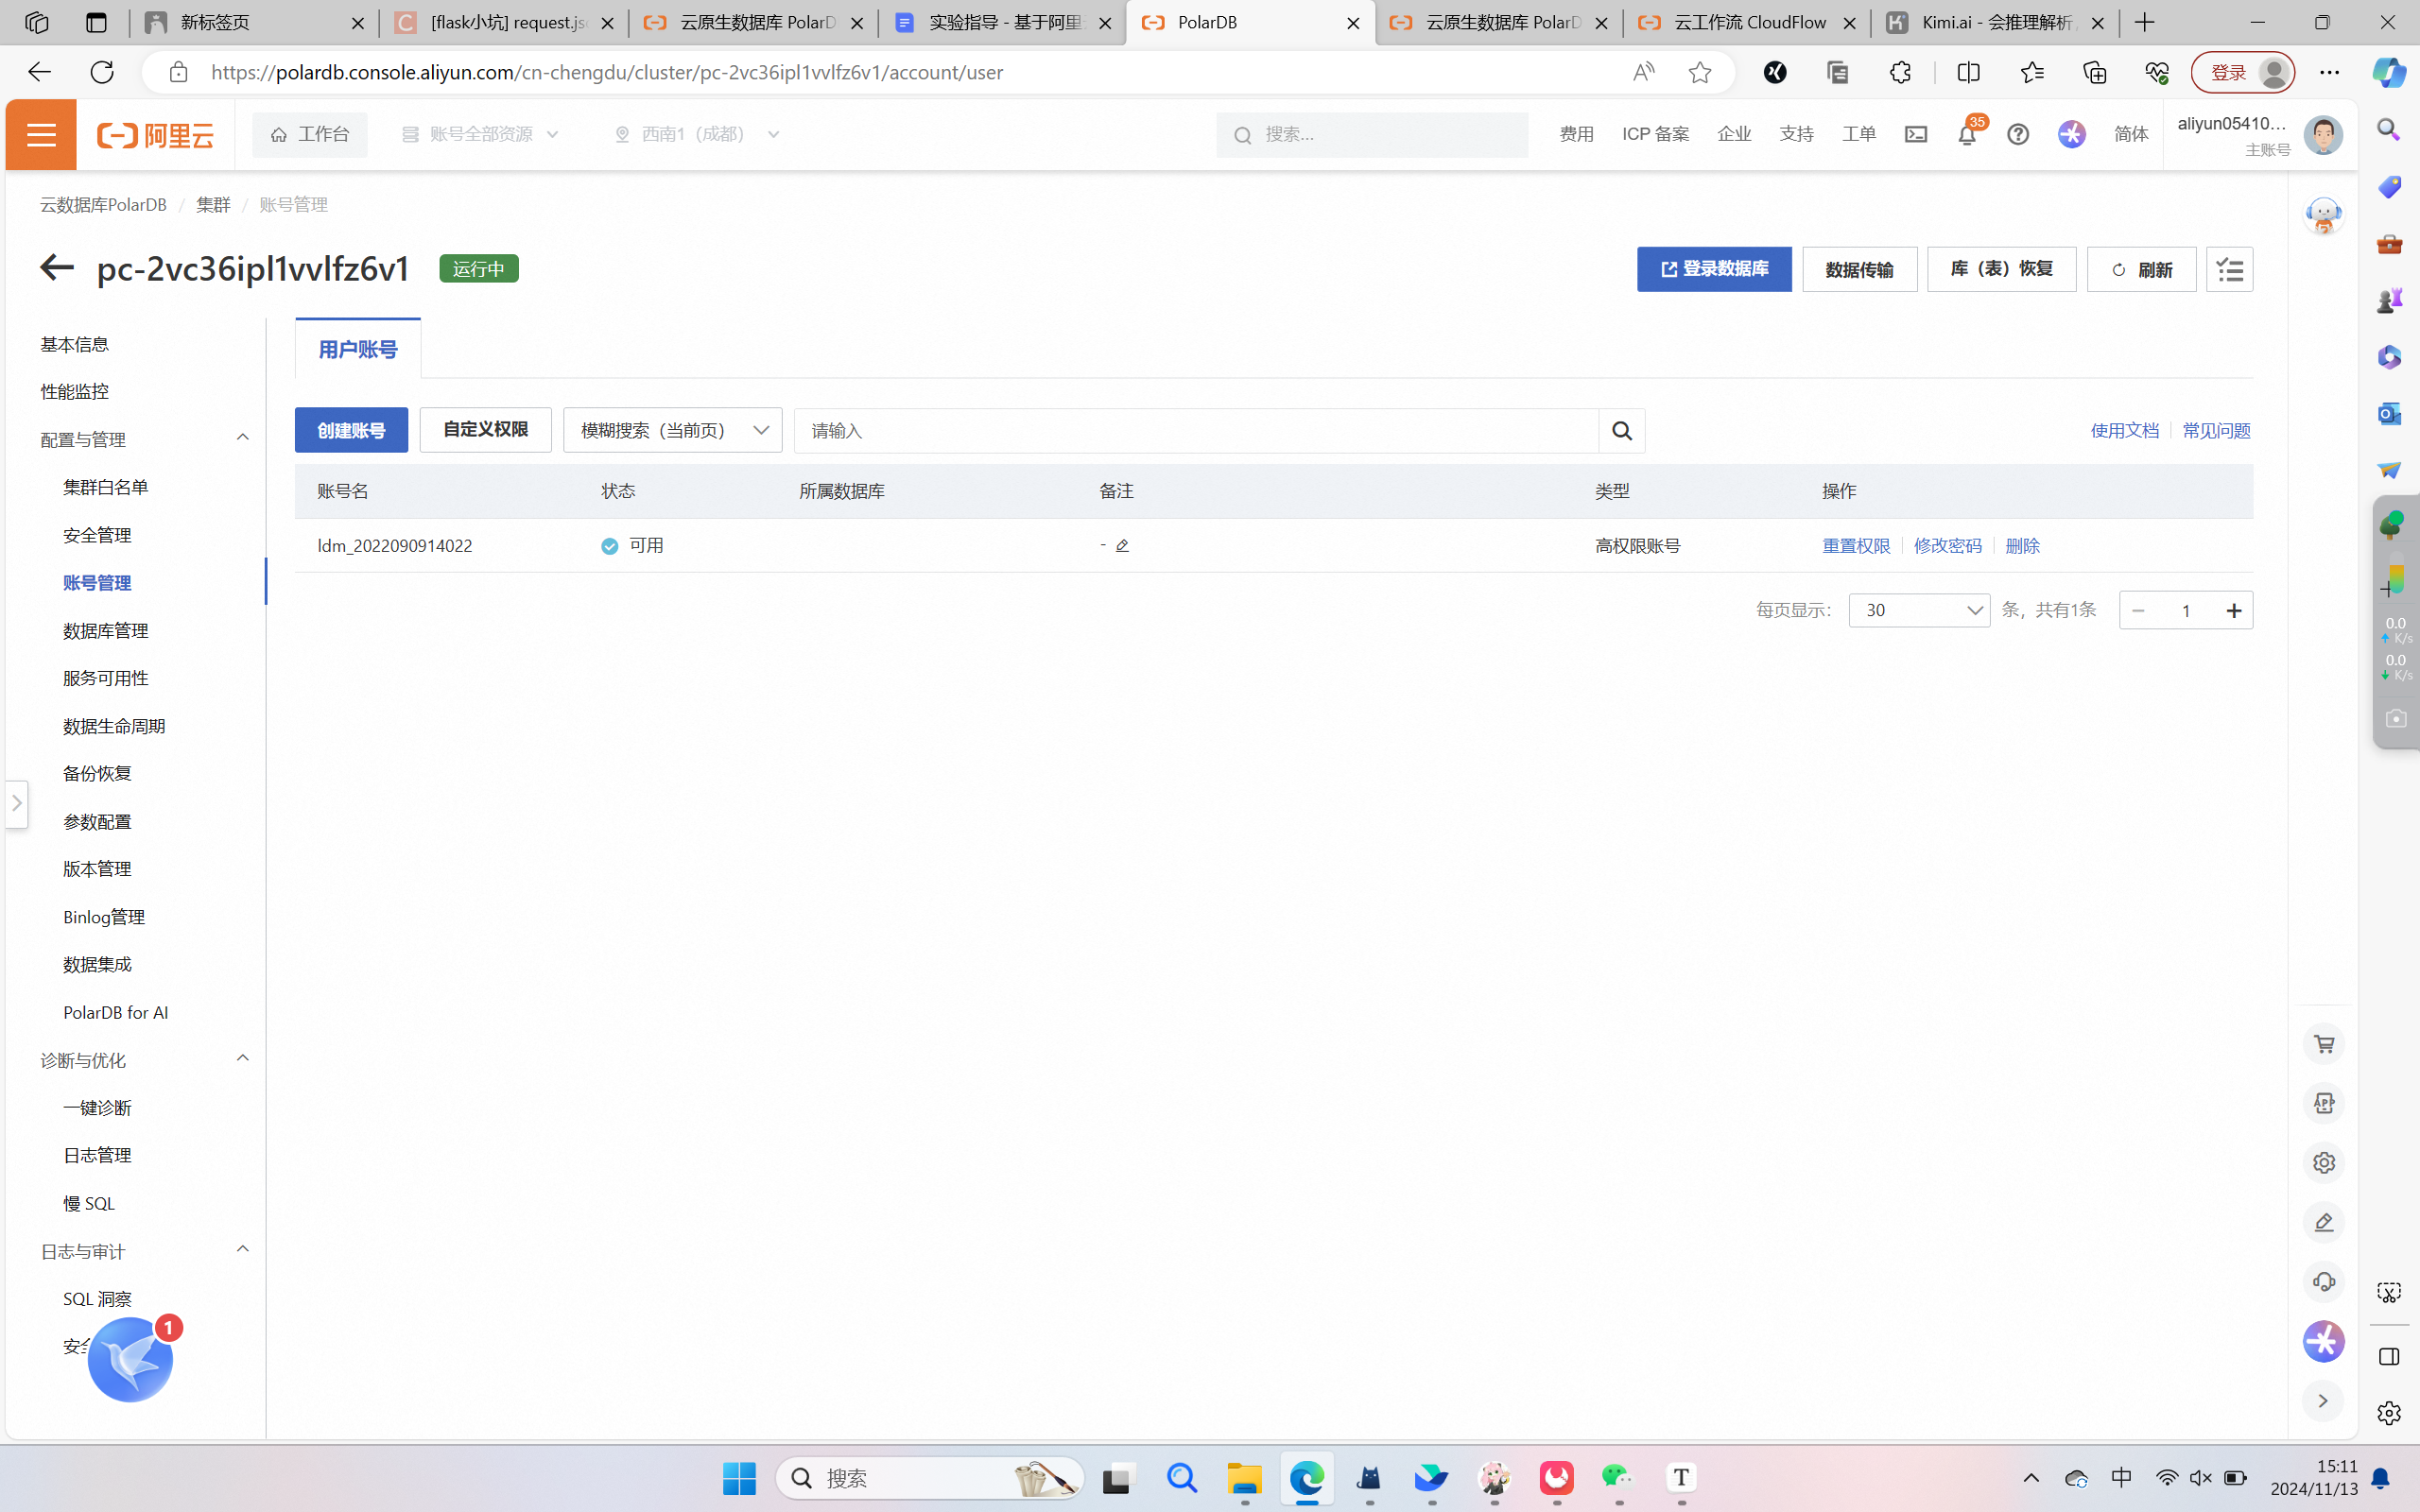 新标签页
[flask小坑] request.jso
云原生数据库 PolarD
实验指导 - 基于阿里
PolarDB
云原生数据库 PolarD
云工作流 CloudFlow
Kimi.ai - 会推理解析
https://polardb.console.aliyun.com/cn-chengdu/cluster/pc-2vc36ipl1vvlfz6v1/account/user
登录
阿里云
工作台
账号全部资源
西南1（成都）
搜索...
费用
ICP 备案
企业
支持
工单
35
简体
aliyun05410...
主账号
云数据库PolarDB / 集群 / 账号管理
pc-2vc36ipl1vvlfz6v1
运行中
登录数据库
数据传输
库（表）恢复
刷新
基本信息
性能监控
配置与管理
集群白名单
安全管理
账号管理
数据库管理
服务可用性
数据生命周期
备份恢复
参数配置
版本管理
Binlog管理
数据集成
PolarDB for AI
诊断与优化
一键诊断
日志管理
慢 SQL
日志与审计
SQL 洞察
安全
1
用户账号
创建账号
自定义权限
模糊搜索（当前页）
请输入
使用文档
常见问题
账号名 状态 所属数据库 备注 类型 操作
ldm_2022090914022 可用 - 高权限账号 重置权限 修改密码 删除
每页显示： 30 条，共有1条 1
0.0
K/s
0.0
K/s
APP
搜索
T
中
15:11
2024/11/13